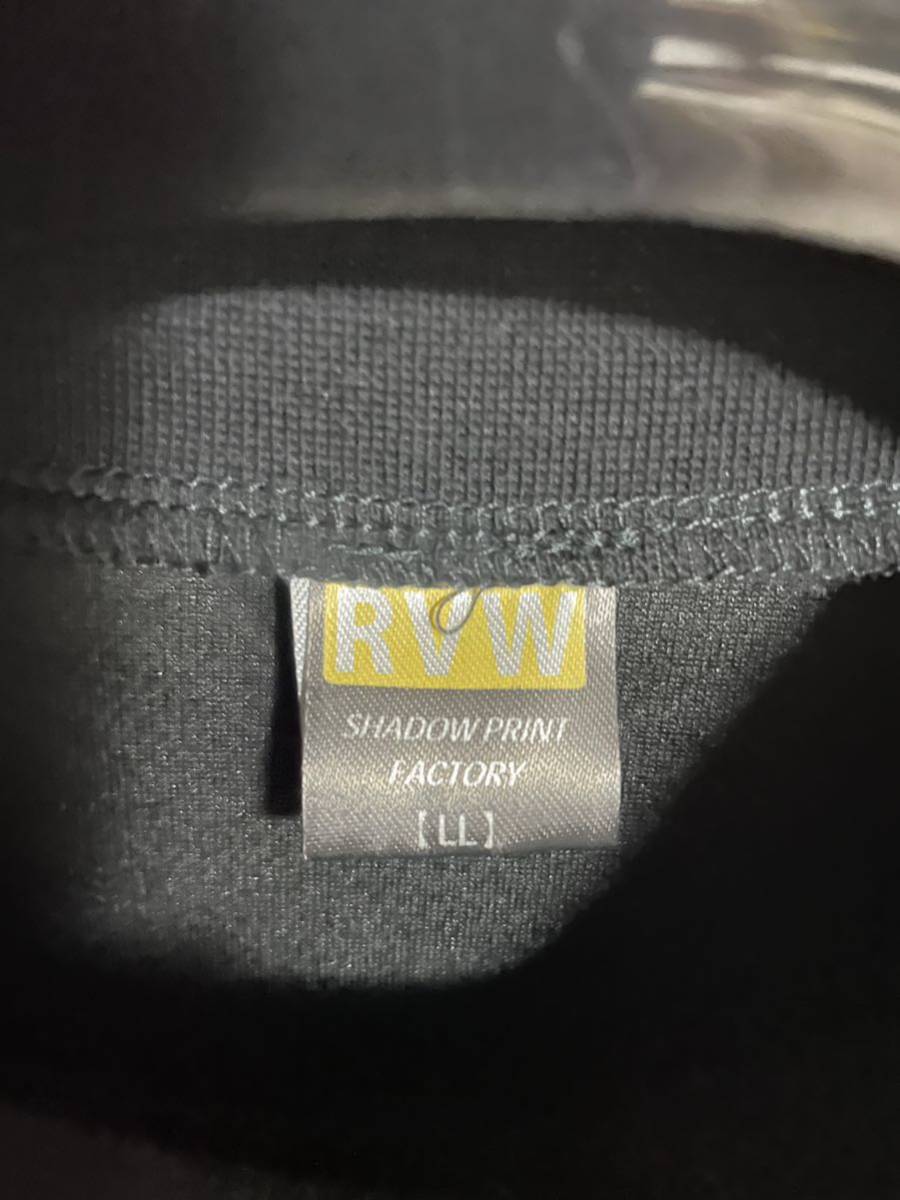 RVW
SHADOW PRINT
FACTORY
【LL】